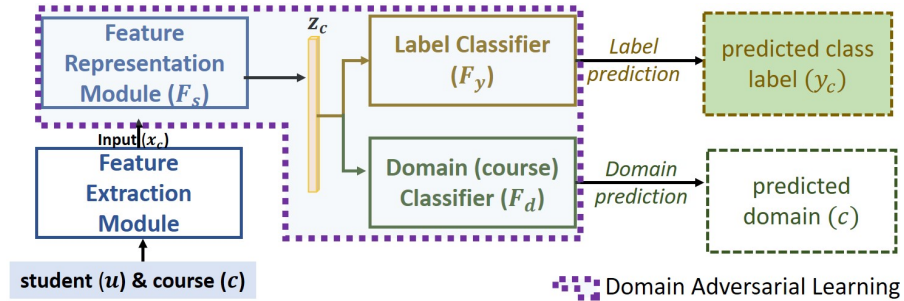 Feature
Representation
Module (F_s)
z_c
Label Classifier
(F_y)
Label
prediction
predicted class
label (y_c)
Input (x_c)
Feature
Extraction
Module
Domain (course)
Classifier (F_d)
Domain
prediction
predicted
domain (c)
student (u) & course (c)
Domain Adversarial Learning